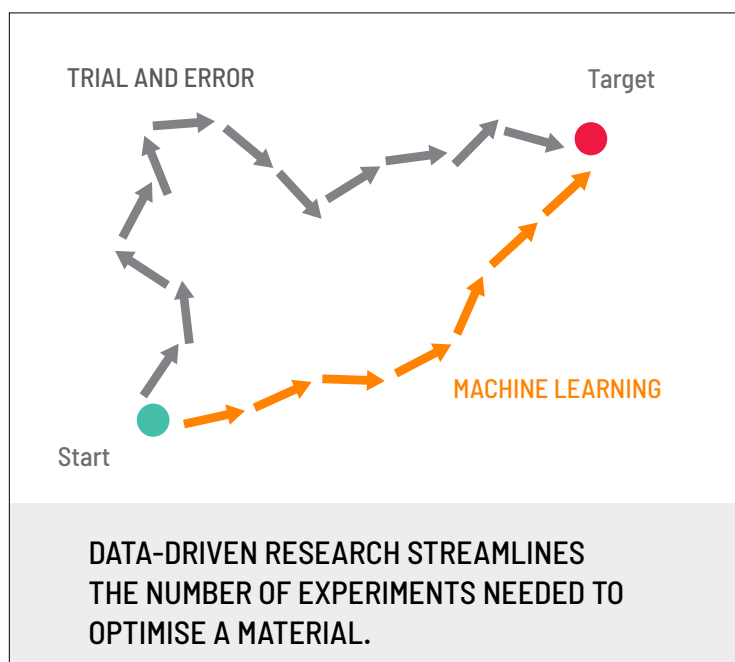 TRIAL AND ERROR
Target
MACHINE LEARNING
Start
DATA-DRIVEN RESEARCH STREAMLINES
THE NUMBER OF EXPERIMENTS NEEDED TO
OPTIMISE A MATERIAL.